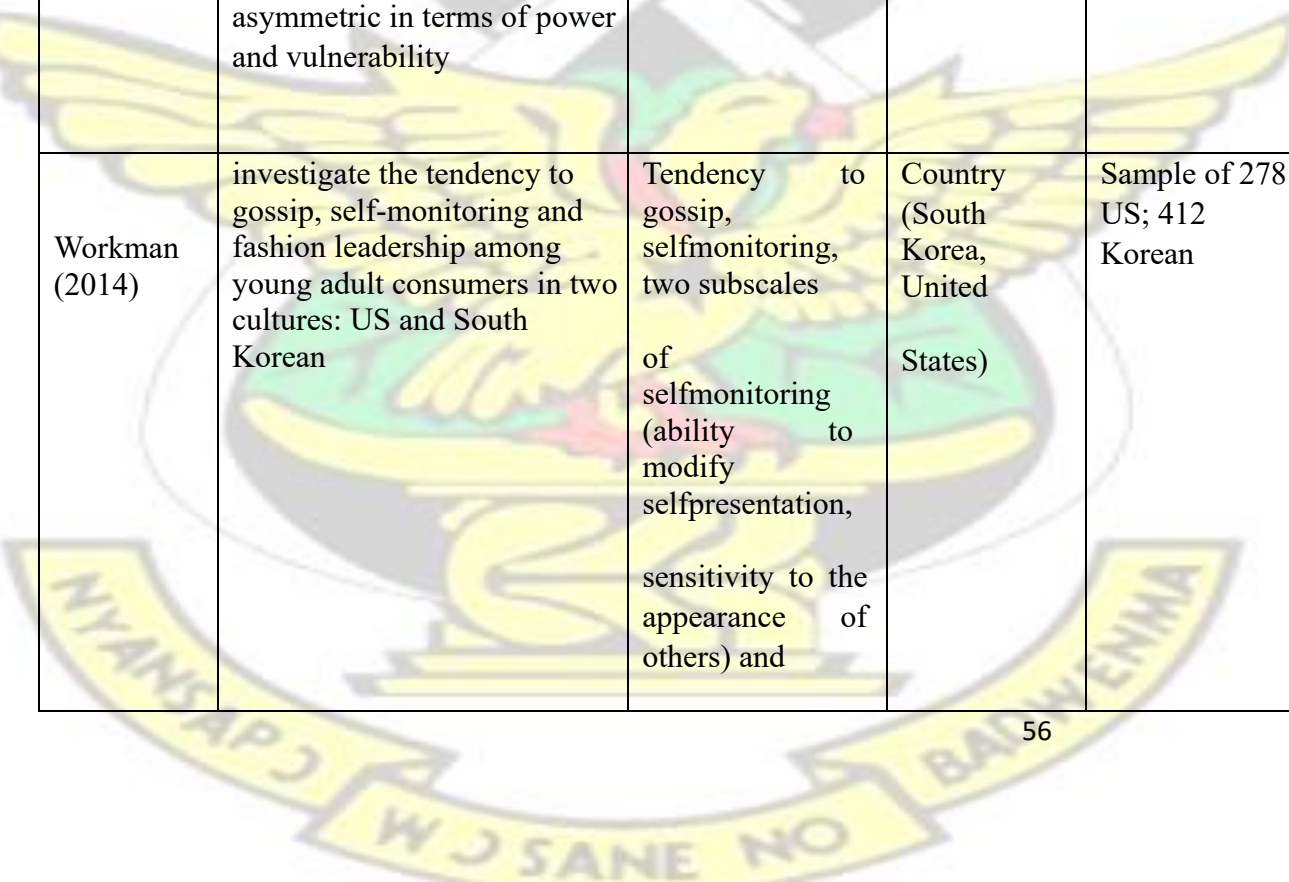 asymmetric in terms of power
and vulnerability
Workman
(2014)
investigate the tendency to
gossip, self-monitoring and
fashion leadership among
young adult consumers in two
cultures: US and South
Korean
Tendency to
gossip,
selfmonitoring,
two subscales
of
selfmonitoring
(ability to
modify
selfpresentation,
sensitivity to the
appearance of
others) and
Country
(South
Korea,
United
States)
Sample of 278
US; 412
Korean
56
NYANSAPƆ
WƆSANE NO
BADWENMA